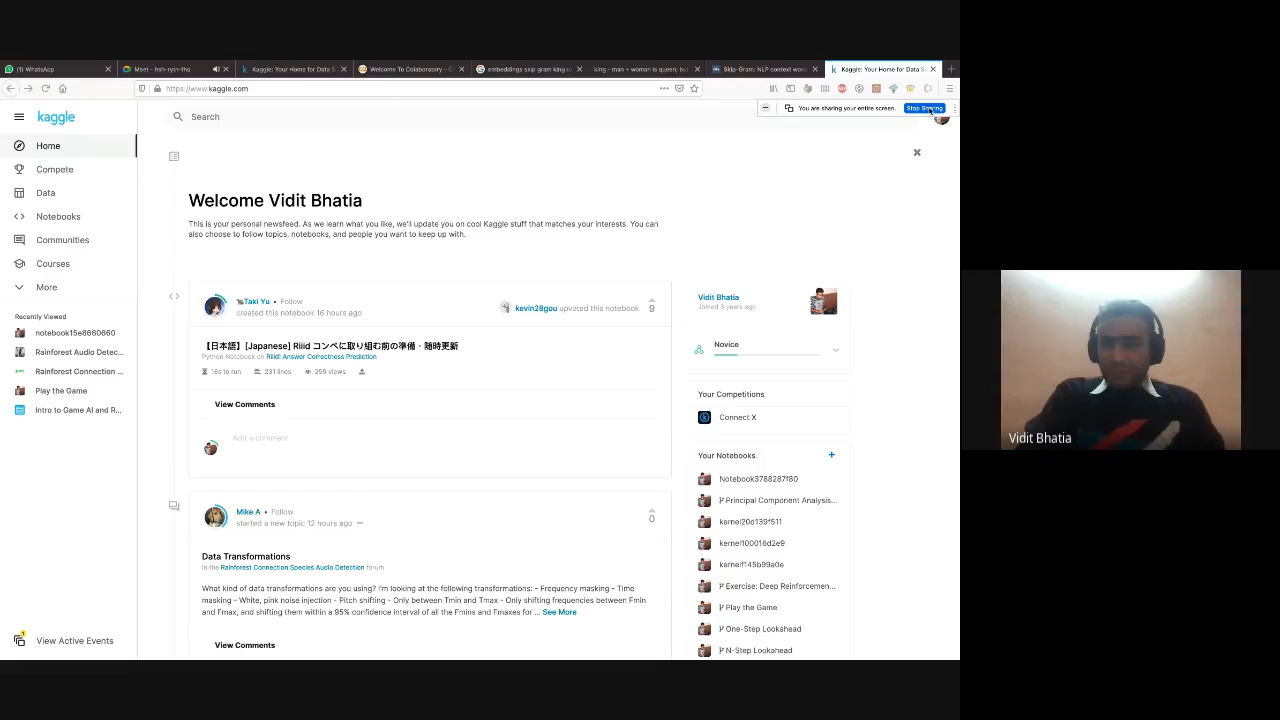 (1) WhatsApp
Meet - hsh-rysn-fho
Kaggle: Your Home for Data S
Welcome To Colaboratory - C
embeddings skip gram king
king - man + woman is queen; bu
Skip-Gram: NLP context wor
Kaggle: Your Home for Data S
https://www.kaggle.com
You are sharing your entire screen.
Stop Sharing
kaggle
Search
Home
Compete
Data
Notebooks
Communities
Courses
More
Recently Viewed
notebook15e8660660
Rainforest Audio Detec...
Rainforest Connection ...
Play the Game
Intro to Game AI and R...
View Active Events
Welcome Vidit Bhatia
This is your personal newsfeed. As we learn what you like, we'll update you on cool Kaggle stuff that matches your interests. You can
also choose to follow topics, notebooks, and people you want to keep up with.
Taki Yu • Follow
created this notebook 16 hours ago
kevin28gou upvoted this notebook
9
【日本語】[Japanese] Riiid コンペに取り組む前の準備・随時更新
Python Notebook on Riiid! Answer Correctness Prediction
16s to run
231 lines
259 views
View Comments
Add a comment
Mike A • Follow
started a new topic 12 hours ago
0
Data Transformations
in the Rainforest Connection Species Audio Detection forum
What kind of data transformations are you using? I'm looking at the following transformations: - Frequency masking - Time
masking - White, pink noise injection - Pitch shifting - Only between Tmin and Tmax - Only shifting frequencies between Fmin
and Fmax, and shifting them within a 95% confidence interval of all the Fmins and Fmaxes for ... See More
View Comments
Vidit Bhatia
Joined 3 years ago
Novice
Your Competitions
Connect X
Your Notebooks
Notebook3788287f80
Principal Component Analysis...
kernel20d139f511
kernel100016d2e9
kernelf145b99a0e
Exercise: Deep Reinforcemen...
Play the Game
One-Step Lookahead
N-Step Lookahead
Vidit Bhatia